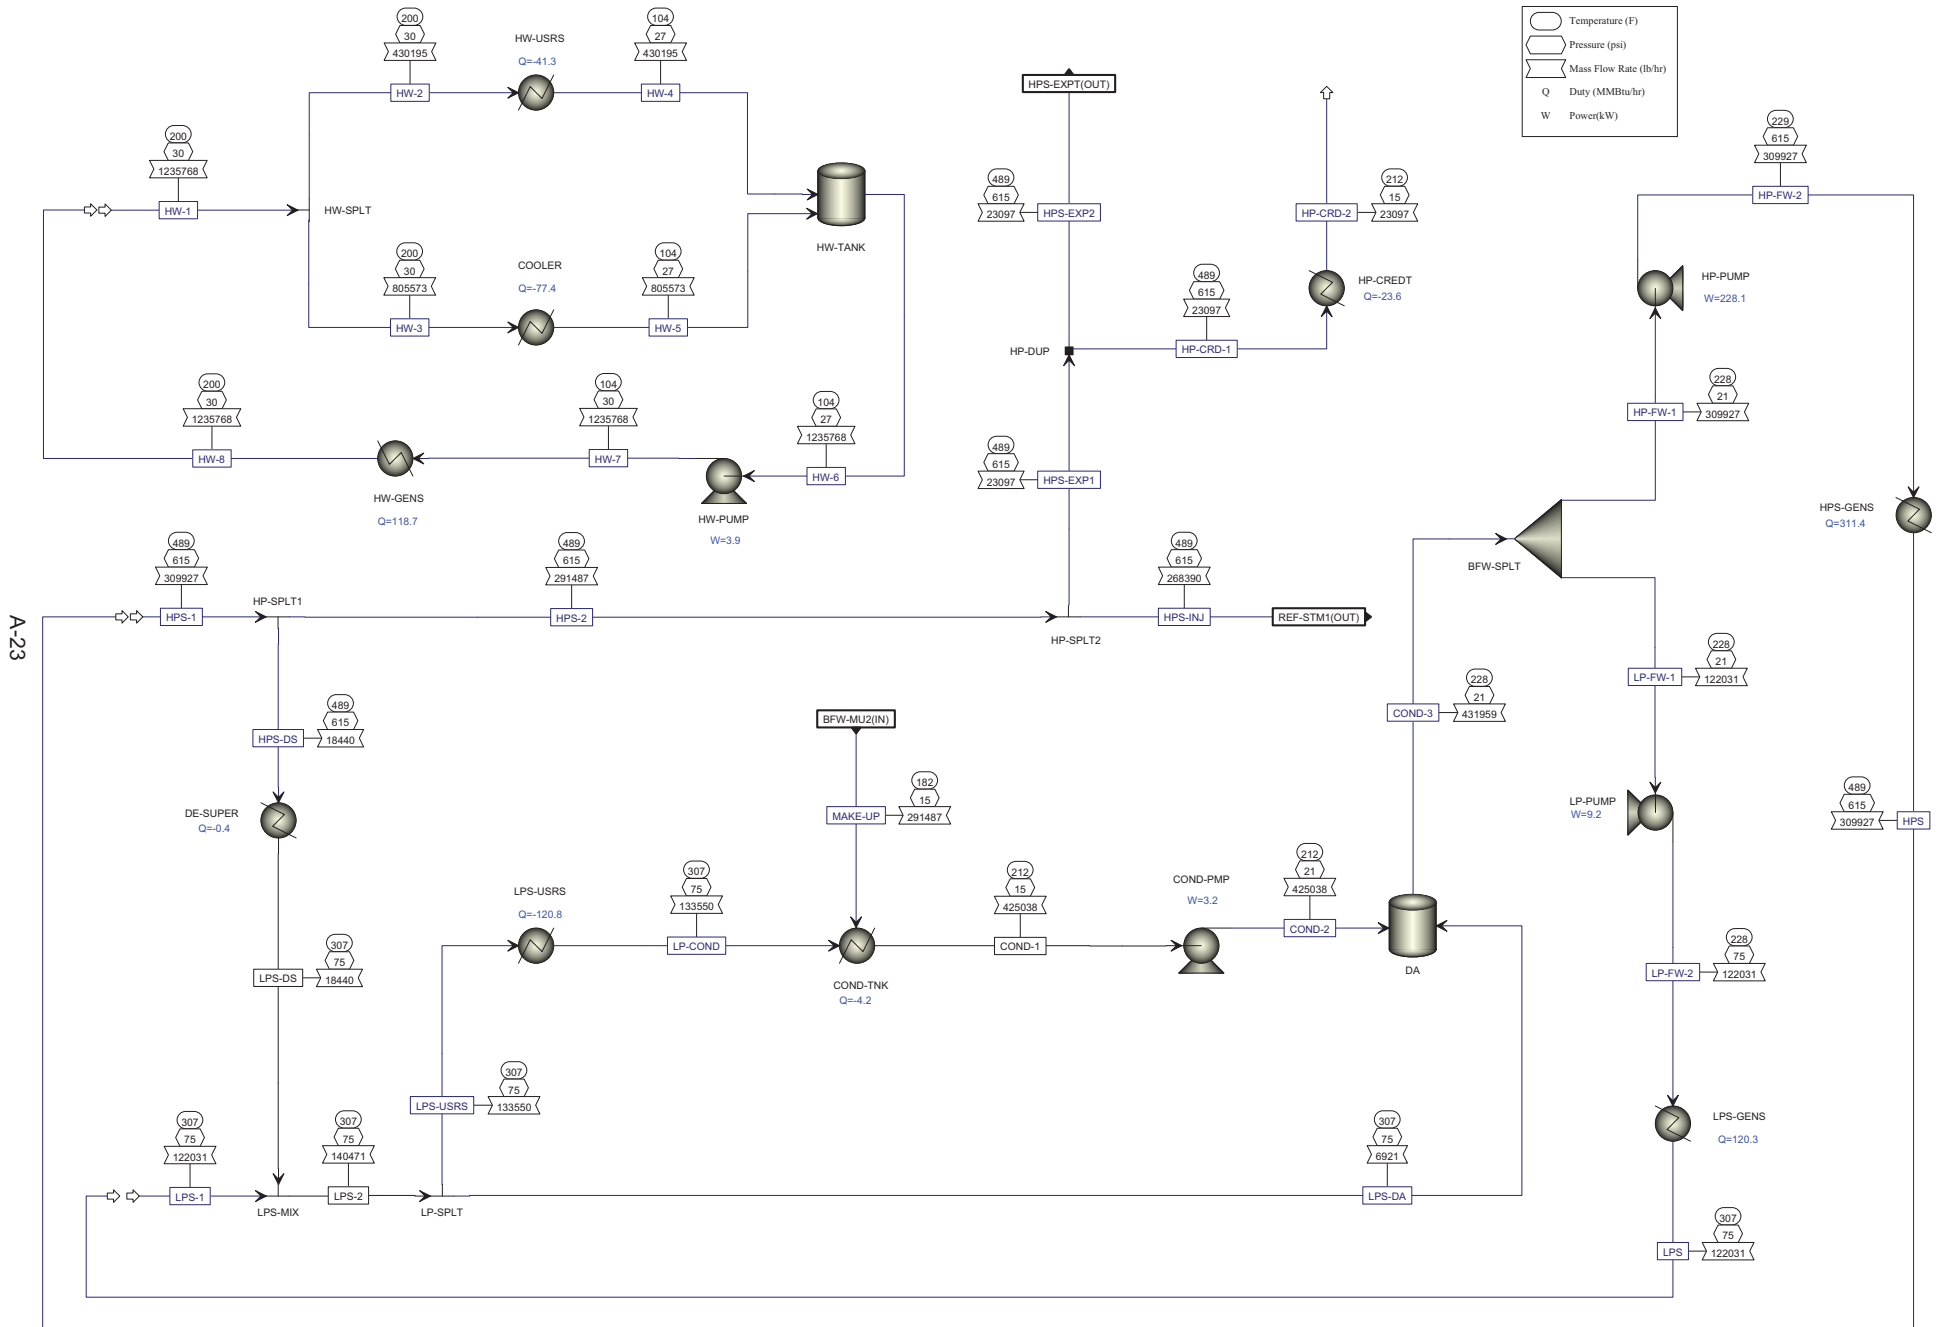 Temperature (F)
Pressure (psi)
Mass Flow Rate (lb/hr)
Q Duty (MMBtu/hr)
W Power(kW)
200
30
430195
HW-2
HW-USRS
Q=-41.3
104
27
430195
HW-4
200
30
1235768
HW-1
HW-SPLT
HW-TANK
200
30
805573
HW-3
COOLER
Q=-77.4
104
27
805573
HW-5
200
30
1235768
HW-8
HW-GENS
Q=118.7
104
30
1235768
HW-7
HW-PUMP
W=3.9
104
27
1235768
HW-6
HPS-EXPT(OUT)
489
615
23097
HPS-EXP2
212
15
23097
HP-CRD-2
HP-CREDT
Q=-23.6
489
615
23097
HP-CRD-1
HP-DUP
489
615
23097
HPS-EXP1
229
615
309927
HP-FW-2
HP-PUMP
W=228.1
228
21
309927
HP-FW-1
HPS-GENS
Q=311.4
BFW-SPLT
A-23
489
615
309927
HPS-1
HP-SPLT1
489
615
291487
HPS-2
HP-SPLT2
489
615
268390
HPS-INJ
REF-STM1(OUT)
228
21
122031
LP-FW-1
228
21
431959
COND-3
489
615
18440
HPS-DS
DE-SUPER
Q=-0.4
BFW-MU2(IN)
182
15
291487
MAKE-UP
LP-PUMP
W=9.2
489
615
309927
HPS
LPS-USRS
Q=-120.8
307
75
133550
LP-COND
COND-TNK
Q=-4.2
212
15
425038
COND-1
COND-PMP
W=3.2
212
21
425038
COND-2
DA
307
75
18440
LPS-DS
228
75
122031
LP-FW-2
307
75
133550
LPS-USRS
LPS-GENS
Q=120.3
307
75
122031
LPS-1
LPS-MIX
307
75
140471
LPS-2
LP-SPLT
307
75
6921
LPS-DA
307
75
122031
LPS